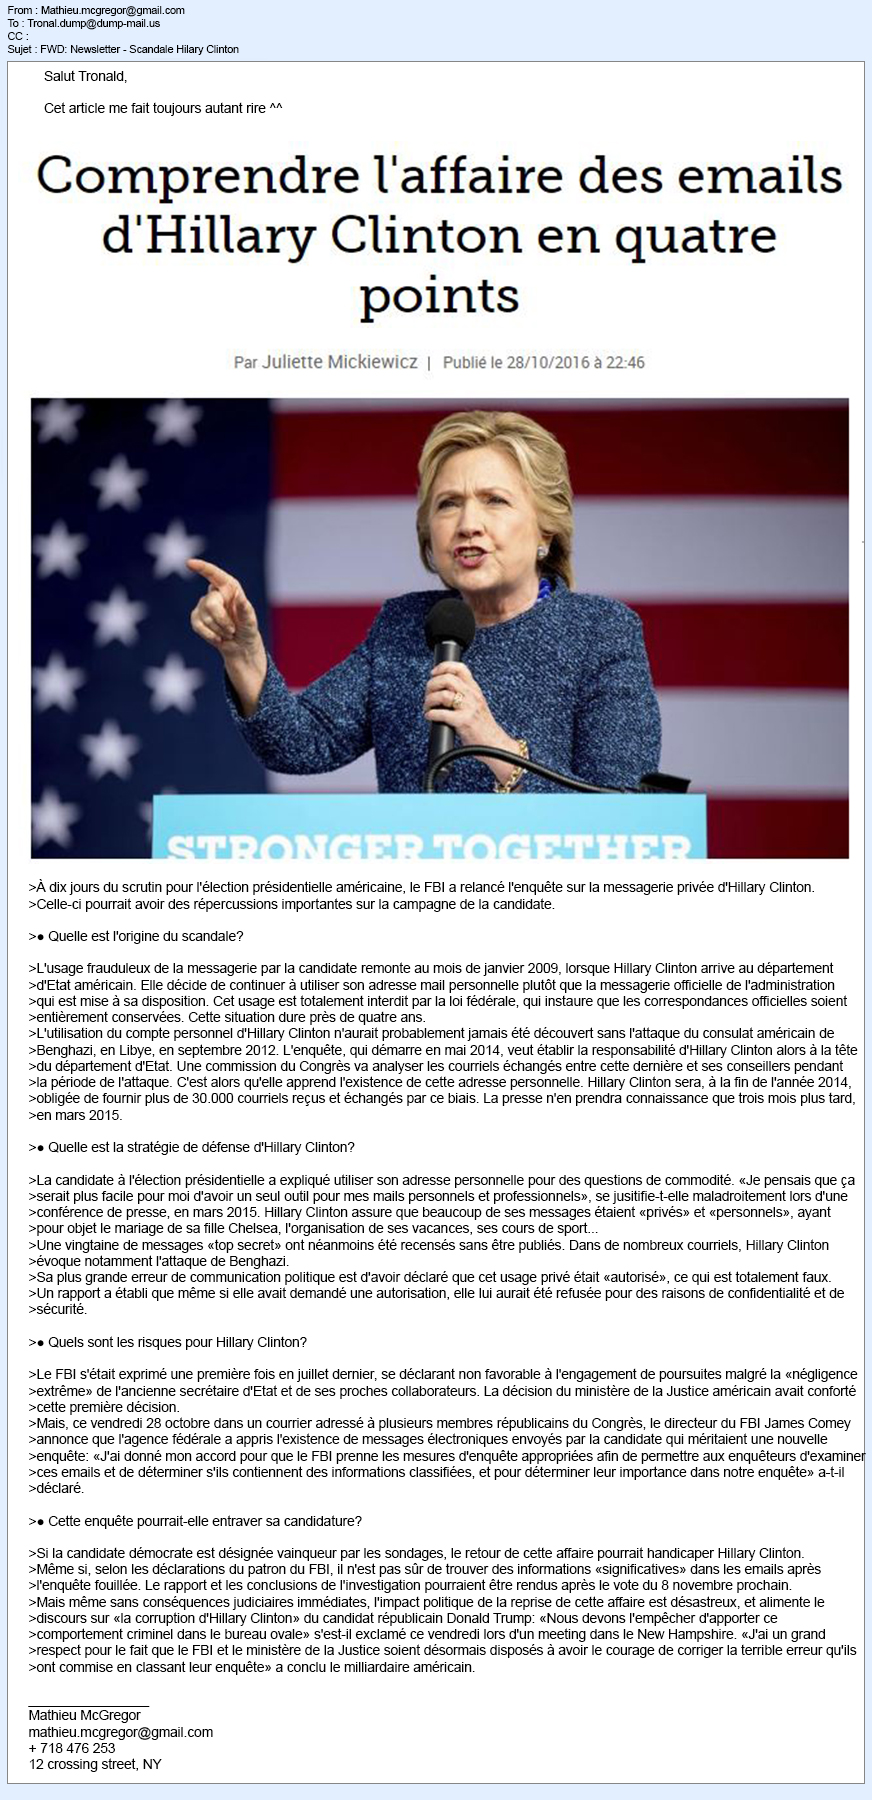 From : Mathieu.mcgregor@gmail.com
To : Tronal.dump@dump-mail.us
CC :
Sujet : FWD: Newsletter - Scandale Hilary Clinton
Salut Tronald,
Cet article me fait toujours autant rire ^^
Comprendre l'affaire des emails
d'Hillary Clinton en quatre
points
Par Juliette Mickiewicz | Publié le 28/10/2016 à 22:46
STRONGER TOGETHER
>À dix jours du scrutin pour l'élection présidentielle américaine, le FBI a relancé l'enquête sur la messagerie privée d'Hillary Clinton.
>Celle-ci pourrait avoir des répercussions importantes sur la campagne de la candidate.
>● Quelle est l'origine du scandale?
>L'usage frauduleux de la messagerie par la candidate remonte au mois de janvier 2009, lorsque Hillary Clinton arrive au département
>d'Etat américain. Elle décide de continuer à utiliser son adresse mail personnelle plutôt que la messagerie officielle de l'administration
>qui est mise à sa disposition. Cet usage est totalement interdit par la loi fédérale, qui instaure que les correspondances officielles soient
>entièrement conservées. Cette situation dure près de quatre ans.
>L'utilisation du compte personnel d'Hillary Clinton n'aurait probablement jamais été découvert sans l'attaque du consulat américain de
>Benghazi, en Libye, en septembre 2012. L'enquête, qui démarre en mai 2014, veut établir la responsabilité d'Hillary Clinton alors à la tête
>du département d'Etat. Une commission du Congrès va analyser les courriels échangés entre cette dernière et ses conseillers pendant
>la période de l'attaque. C'est alors qu'elle apprend l'existence de cette adresse personnelle. Hillary Clinton sera, à la fin de l'année 2014,
>obligée de fournir plus de 30.000 courriels reçus et échangés par ce biais. La presse n'en prendra connaissance que trois mois plus tard,
>en mars 2015.
>● Quelle est la stratégie de défense d'Hillary Clinton?
>La candidate à l'élection présidentielle a expliqué utiliser son adresse personnelle pour des questions de commodité. «Je pensais que ça
>serait plus facile pour moi d'avoir un seul outil pour mes mails personnels et professionnels», se jusitifie-t-elle maladroitement lors d'une
>conférence de presse, en mars 2015. Hillary Clinton assure que beaucoup de ses messages étaient «privés» et «personnels», ayant
>pour objet le mariage de sa fille Chelsea, l'organisation de ses vacances, ses cours de sport...
>Une vingtaine de messages «top secret» ont néanmoins été recensés sans être publiés. Dans de nombreux courriels, Hillary Clinton
>évoque notamment l'attaque de Benghazi.
>Sa plus grande erreur de communication politique est d'avoir déclaré que cet usage privé était «autorisé», ce qui est totalement faux.
>Un rapport a établi que même si elle avait demandé une autorisation, elle lui aurait été refusée pour des raisons de confidentialité et de
>sécurité.
>● Quels sont les risques pour Hillary Clinton?
>Le FBI s'était exprimé une première fois en juillet dernier, se déclarant non favorable à l'engagement de poursuites malgré la «négligence
>extrême» de l'ancienne secrétaire d'Etat et de ses proches collaborateurs. La décision du ministère de la Justice américain avait conforté
>cette première décision.
>Mais, ce vendredi 28 octobre dans un courrier adressé à plusieurs membres républicains du Congrès, le directeur du FBI James Comey
>annonce que l'agence fédérale a appris l'existence de messages électroniques envoyés par la candidate qui méritaient une nouvelle
>enquête: «J'ai donné mon accord pour que le FBI prenne les mesures d'enquête appropriées afin de permettre aux enquêteurs d'examiner
>ces emails et de déterminer s'ils contiennent des informations classifiées, et pour déterminer leur importance dans notre enquête» a-t-il
>déclaré.
>● Cette enquête pourrait-elle entraver sa candidature?
>Si la candidate démocrate est désignée vainqueur par les sondages, le retour de cette affaire pourrait handicaper Hillary Clinton.
>Même si, selon les déclarations du patron du FBI, il n'est pas sûr de trouver des informations «significatives» dans les emails après
>l'enquête fouillée. Le rapport et les conclusions de l'investigation pourraient être rendus après le vote du 8 novembre prochain.
>Mais même sans conséquences judiciaires immédiates, l'impact politique de la reprise de cette affaire est désastreux, et alimente le
>discours sur «la corruption d'Hillary Clinton» du candidat républicain Donald Trump: «Nous devons l'empêcher d'apporter ce
>comportement criminel dans le bureau ovale» s'est-il exclamé ce vendredi lors d'un meeting dans le New Hampshire. «J'ai un grand
>respect pour le fait que le FBI et le ministère de la Justice soient désormais disposés à avoir le courage de corriger la terrible erreur qu'ils
>ont commise en classant leur enquête» a conclu le milliardaire américain.
________________
Mathieu McGregor
mathieu.mcgregor@gmail.com
+ 718 476 253
12 crossing street, NY